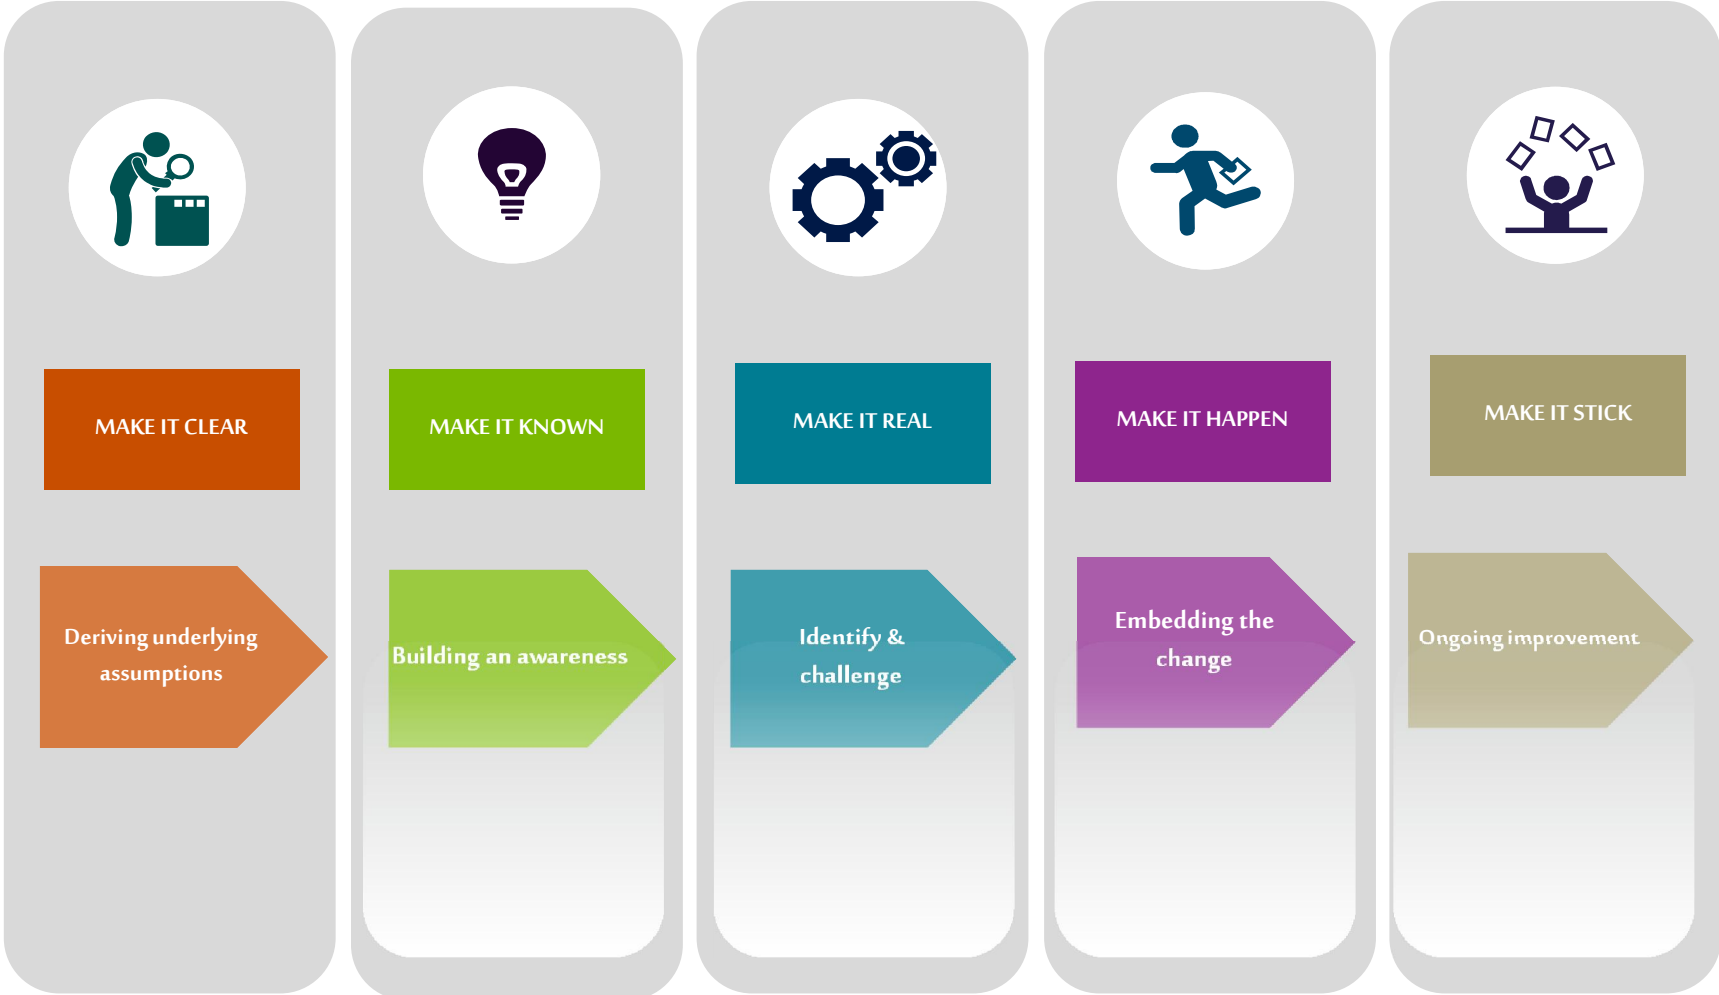 MAKE IT CLEAR
MAKE IT KNOWN
MAKE IT REAL
MAKE IT HAPPEN
MAKE IT STICK
Deriving underlying
assumptions
Building an awareness
Identify &
challenge
Embedding the
change
Ongoing improvement